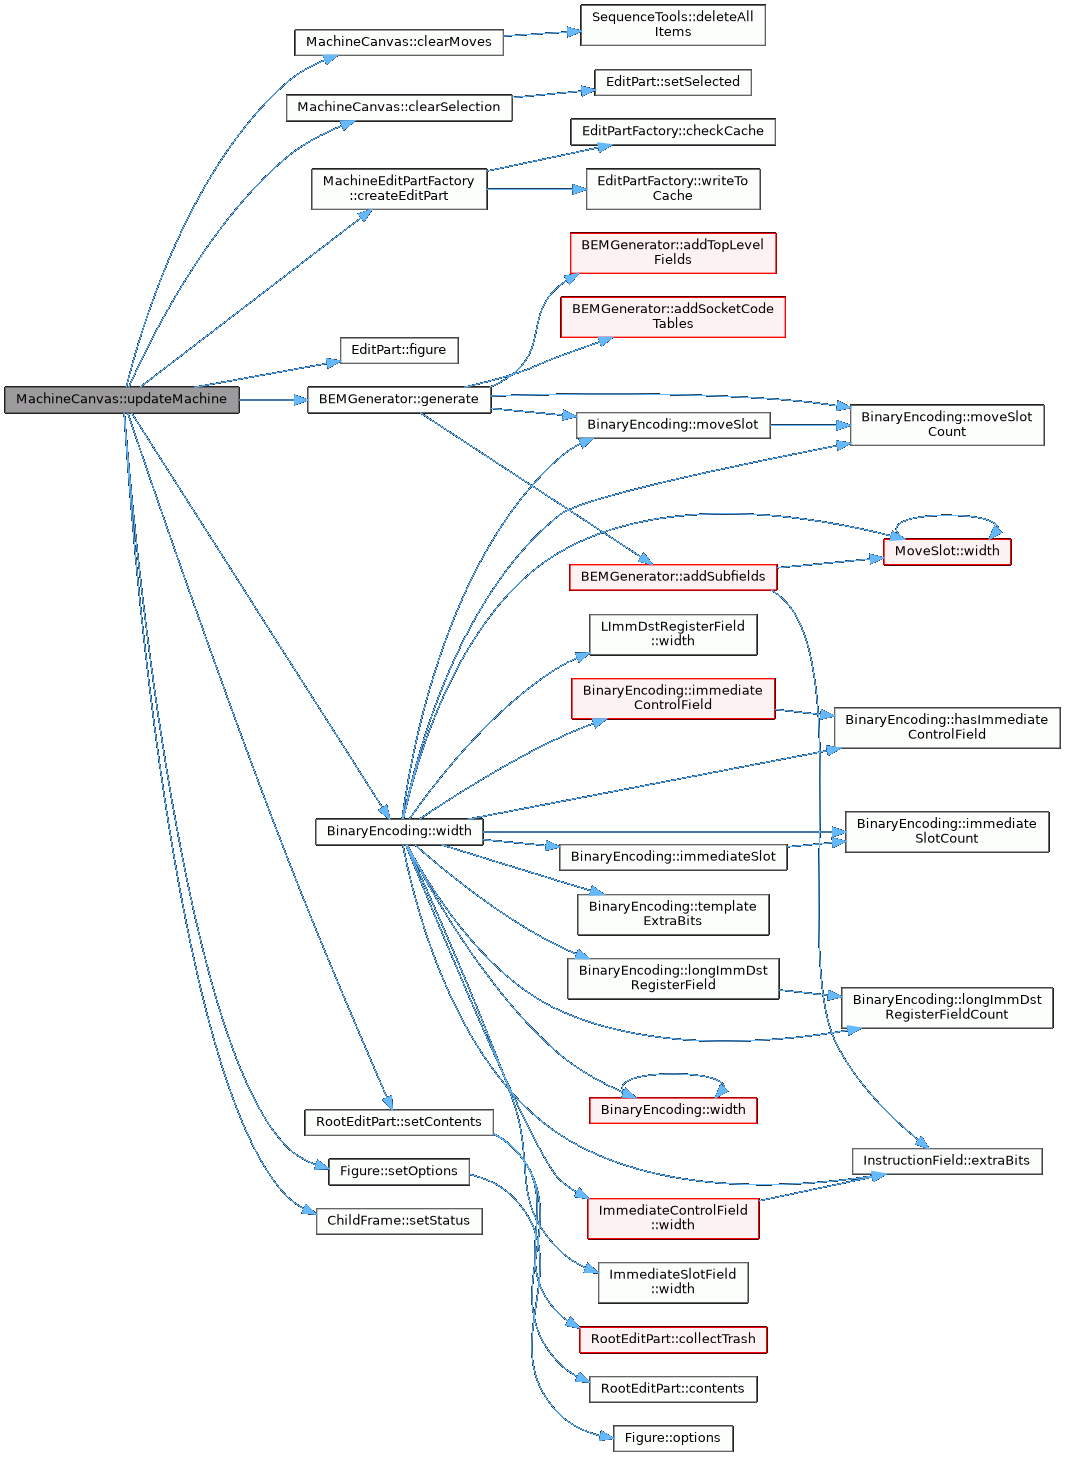 SequenceTools::deleteAll
Items
MachineCanvas::clearMoves
EditPart::setSelected
MachineCanvas::clearSelection
EditPartFactory::checkCache
MachineEditPartFactory
::createEditPart
EditPartFactory::writeTo
Cache
BEMGenerator::addTopLevel
Fields
BEMGenerator::addSocketCode
Tables
EditPart::figure
MachineCanvas::updateMachine
BEMGenerator::generate
BinaryEncoding::moveSlot
BinaryEncoding::moveSlot
Count
MoveSlot::width
BEMGenerator::addSubfields
LImmDstRegisterField
::width
BinaryEncoding::immediate
ControlField
BinaryEncoding::hasImmediate
ControlField
BinaryEncoding::width
BinaryEncoding::immediate
SlotCount
BinaryEncoding::immediateSlot
BinaryEncoding::template
ExtraBits
BinaryEncoding::longImmDst
RegisterField
BinaryEncoding::longImmDst
RegisterFieldCount
BinaryEncoding::width
RootEditPart::setContents
InstructionField::extraBits
Figure::setOptions
ImmediateControlField
::width
ChildFrame::setStatus
ImmediateSlotField
::width
RootEditPart::collectTrash
RootEditPart::contents
Figure::options